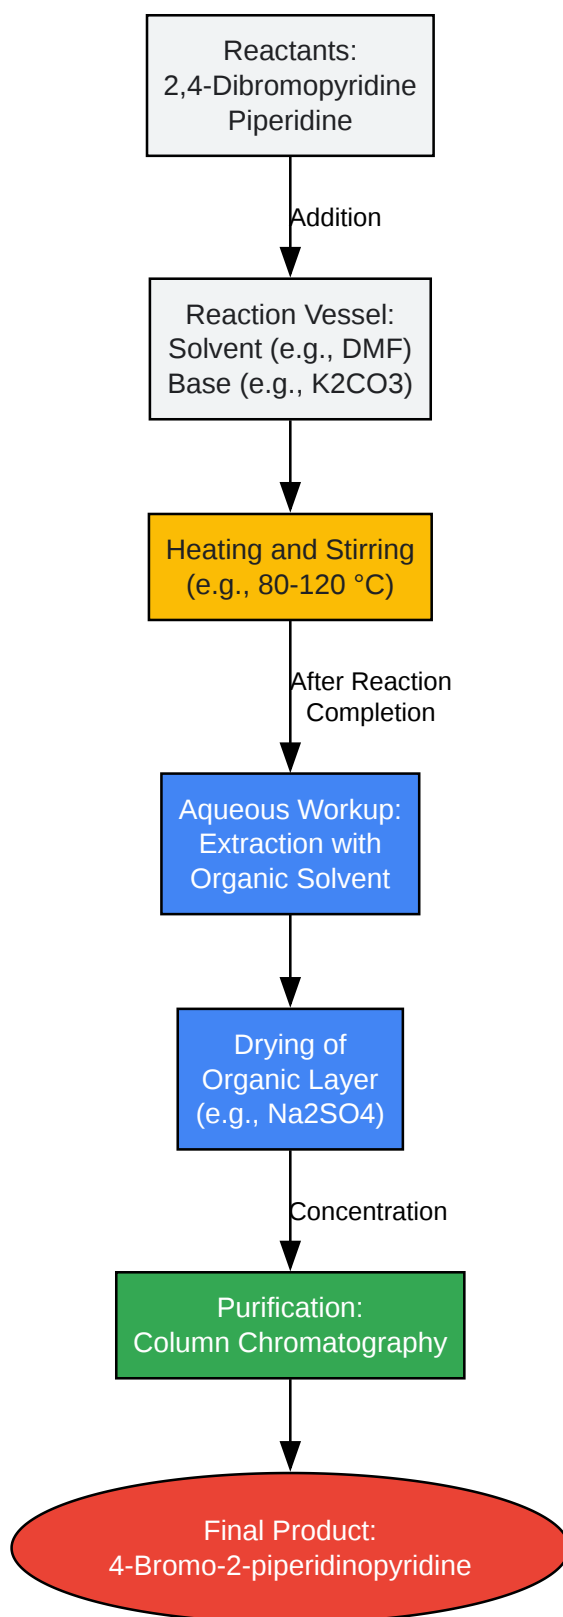 Reactants:
2,4-Dibromopyridine
Piperidine
Addition
Reaction Vessel:
Solvent (e.g., DMF)
Base (e.g., K2CO3)
Heating and Stirring
(e.g., 80-120 °C)
After Reaction
Completion
Aqueous Workup:
Extraction with
Organic Solvent
Drying of
Organic Layer
(e.g., Na2SO4)
Concentration
Purification:
Column Chromatography
Final Product:
4-Bromo-2-piperidinopyridine